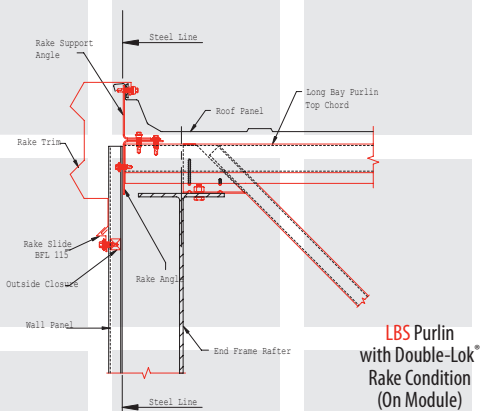 Steel Line
Rake Support
Angle
Long Bay Purlin
Top Chord
Roof Panel
Rake Trim
Rake Slide
BFL 115
Rake Angle
Outside Closure
Wall Panel
End Frame Rafter
LBS Purlin
with Double-Lok®
Rake Condition
(On Module)
Steel Line